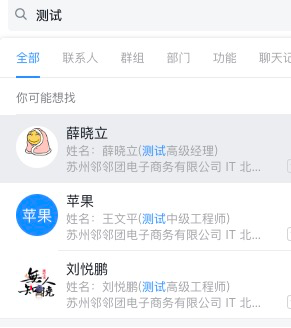 测试
全部 联系人 群组 部门 功能 聊天记
你可能想找
薛晓立
姓名：薛晓立(测试高级经理)
苏州邻邻团电子商务有限公司 IT 北...
苹果
苹果
姓名：王文平(测试中级工程师)
苏州邻邻团电子商务有限公司 IT 北...
刘悦鹏
无人知晓
姓名：刘悦鹏(测试高级工程师)
苏州邻邻团电子商务有限公司 IT 北...